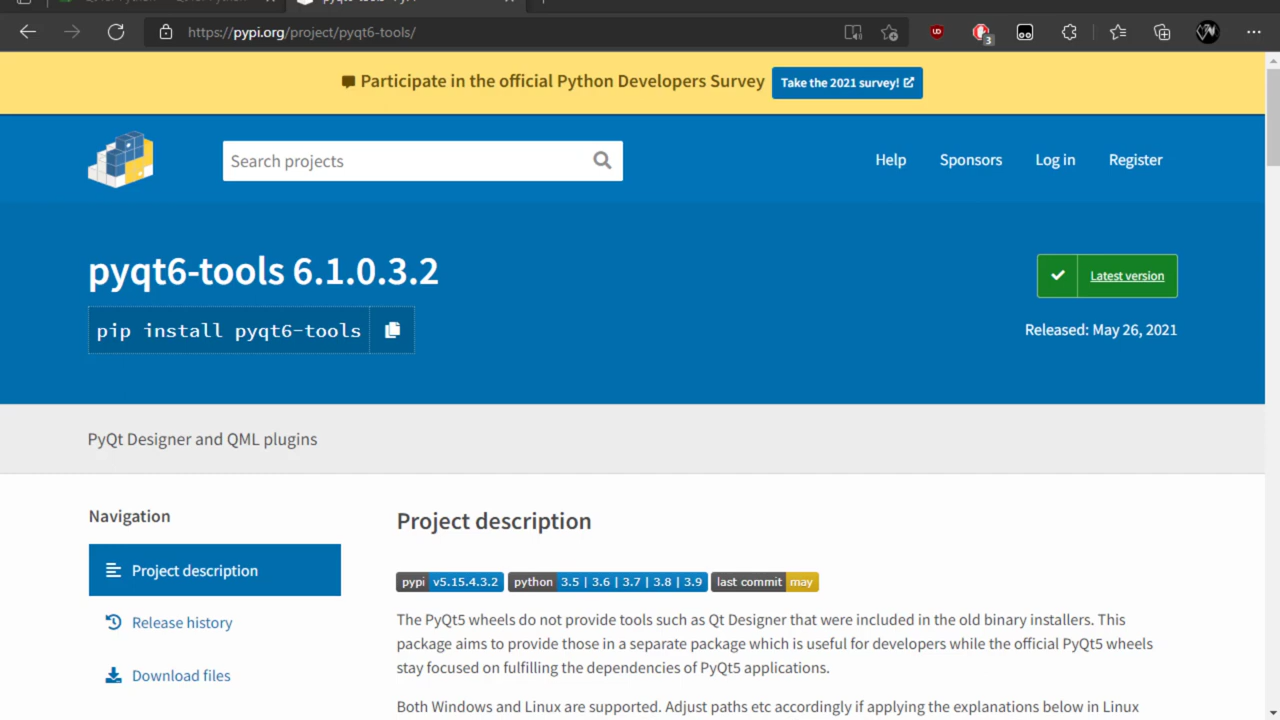 https://pypi.org/project/pyqt6-tools/
3
Participate in the official Python Developers Survey
Take the 2021 survey!
Search projects
Help
Sponsors
Log in
Register
pyqt6-tools 6.1.0.3.2
Latest version
pip install pyqt6-tools
Released: May 26, 2021
PyQt Designer and QML plugins
Navigation
Project description
Release history
Download files
Project description
pypi v5.15.4.3.2 python 3.5 | 3.6 | 3.7 | 3.8 | 3.9 last commit may
The PyQt5 wheels do not provide tools such as Qt Designer that were included in the old binary installers. This
package aims to provide those in a separate package which is useful for developers while the official PyQt5 wheels
stay focused on fulfilling the dependencies of PyQt5 applications.
Both Windows and Linux are supported. Adjust paths etc accordingly if applying the explanations below in Linux